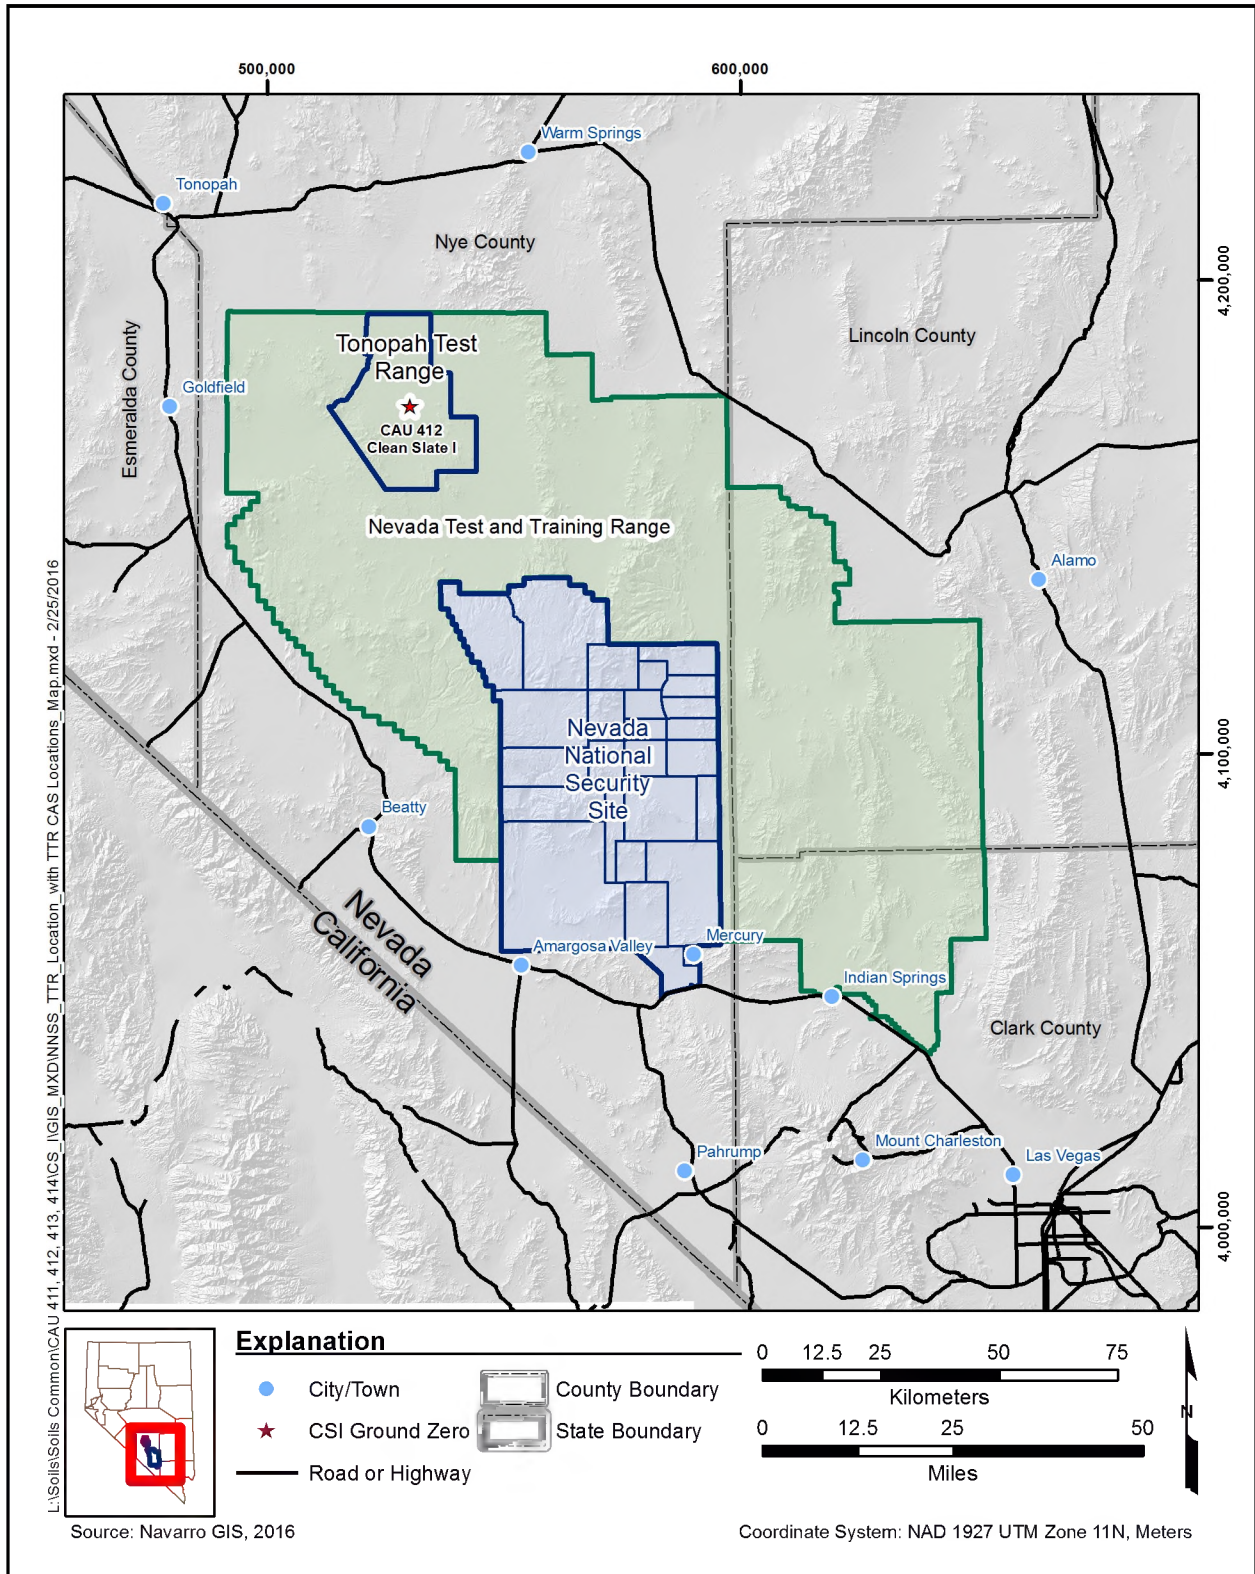 500,000
600,000
Warm Springs
Tonopah
Nye County
4,200,000
Lincoln County
Esmeralda County
Tonopah Test
Range
Goldfield
CAU 412
Clean Slate I
Nevada Test and Training Range
Alamo
Nevada
National
Security
Site
4,100,000
Beatty
Nevada
California
Amargosa Valley
Mercury
Indian Springs
Clark County
Pahrump
Mount Charleston
Las Vegas
4,000,000
L:\Soils\Soils Common\CAU 411, 412, 413, 414\CS_I\GIS_MXD\NNSS_TTR_Location_with TTR CAS Locations_Map.mxd - 2/25/2016
Explanation
City/Town
County Boundary
CSI Ground Zero
State Boundary
Road or Highway
0 12.5 25 50 75
Kilometers
0 12.5 25 50
Miles
N
Source: Navarro GIS, 2016
Coordinate System: NAD 1927 UTM Zone 11N, Meters